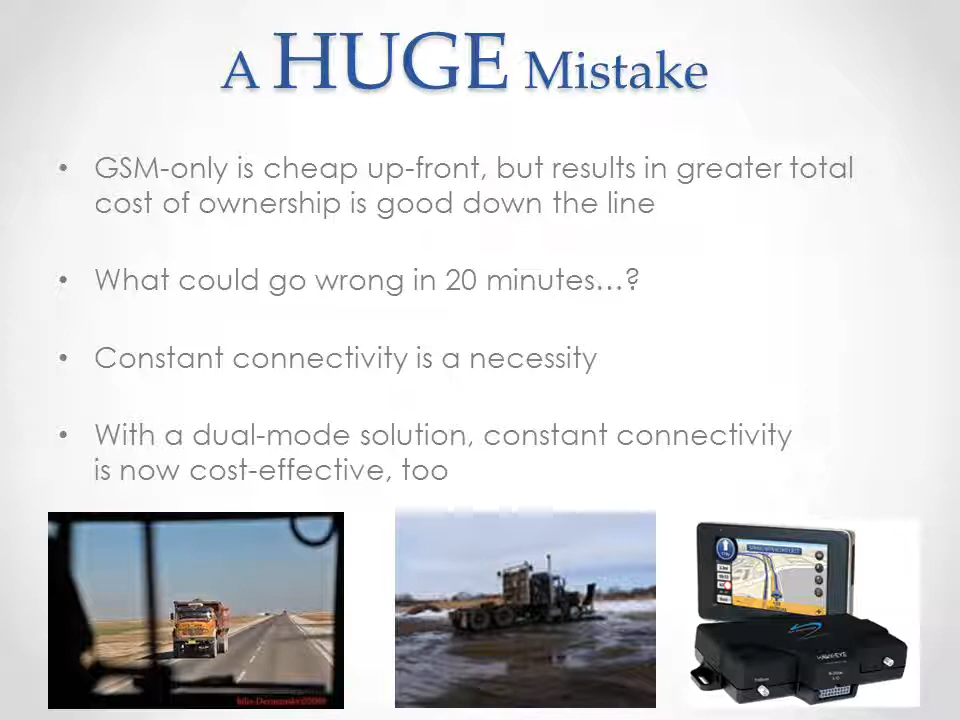 A HUGE Mistake
• GSM-only is cheap up-front, but results in greater total
cost of ownership is good down the line
• What could go wrong in 20 minutes…?
• Constant connectivity is a necessity
• With a dual-mode solution, constant connectivity
is now cost-effective, too
HAWKEYE